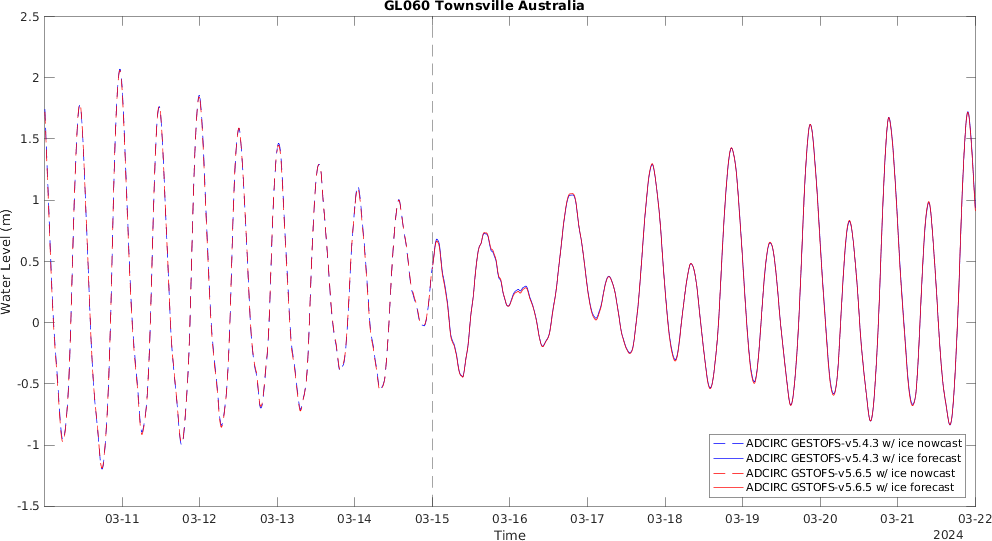 GL060 Townsville Australia
Water Level (m)
2.5
2
1.5
1
0.5
0
-0.5
-1
-1.5
ADCIRC GESTOFS-v5.4.3 w/ ice nowcast
ADCIRC GESTOFS-v5.4.3 w/ ice forecast
ADCIRC GSTOFS-v5.6.5 w/ ice nowcast
ADCIRC GSTOFS-v5.6.5 w/ ice forecast
03-11 03-12 03-13 03-14 03-15 03-16 03-17 03-18 03-19 03-20 03-21 03-22
Time
2024